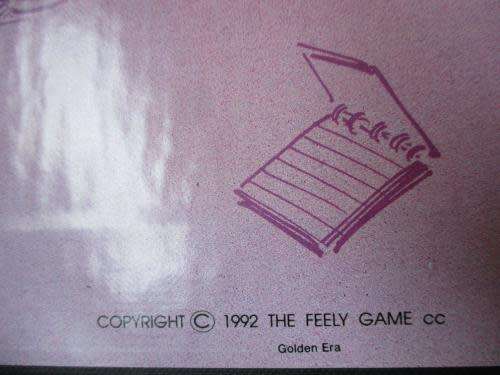 COPYRIGHT © 1992 THE FEELY GAME cc
Golden Era